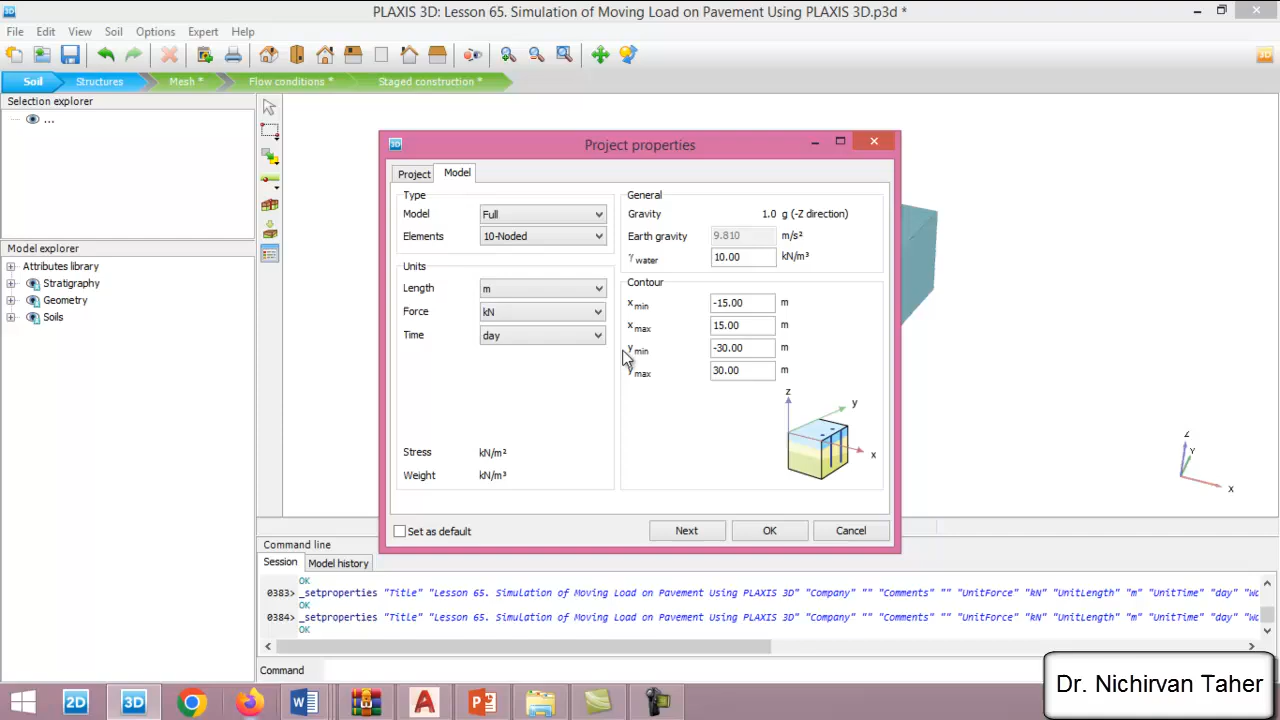 PLAXIS 3D: Lesson 65. Simulation of Moving Load on Pavement Using PLAXIS 3D.p3d *
File Edit View Soil Options Expert Help
Soil Structures Mesh * Flow conditions * Staged construction *
Selection explorer
...
Model explorer
Attributes library
Stratigraphy
Geometry
Soils
Project properties
Project Model
Type
Model Full
Elements 10-Noded
Units
Length m
Force kN
Time day
Stress kN/m²
Weight kN/m³
General
Gravity 1.0 g (-Z direction)
Earth gravity 9.810 m/s²
γ water 10.00 kN/m³
Contour
x min -15.00 m
x max 15.00 m
y min -30.00 m
y max 30.00 m
z
y
x
Set as default Next OK Cancel
Z
Y
X
Command line
Session Model history
OK
0383> _setproperties "Title" "Lesson 65. Simulation of Moving Load on Pavement Using PLAXIS 3D" "Company" "" "Comments" "" "UnitForce" "kN" "UnitLength" "m" "UnitTime" "day"
OK
0384> _setproperties "Title" "Lesson 65. Simulation of Moving Load on Pavement Using PLAXIS 3D" "Company" "" "Comments" "" "UnitForce" "kN" "UnitLength" "m" "UnitTime" "day"
OK
Command
Dr. Nichirvan Taher
2D 3D